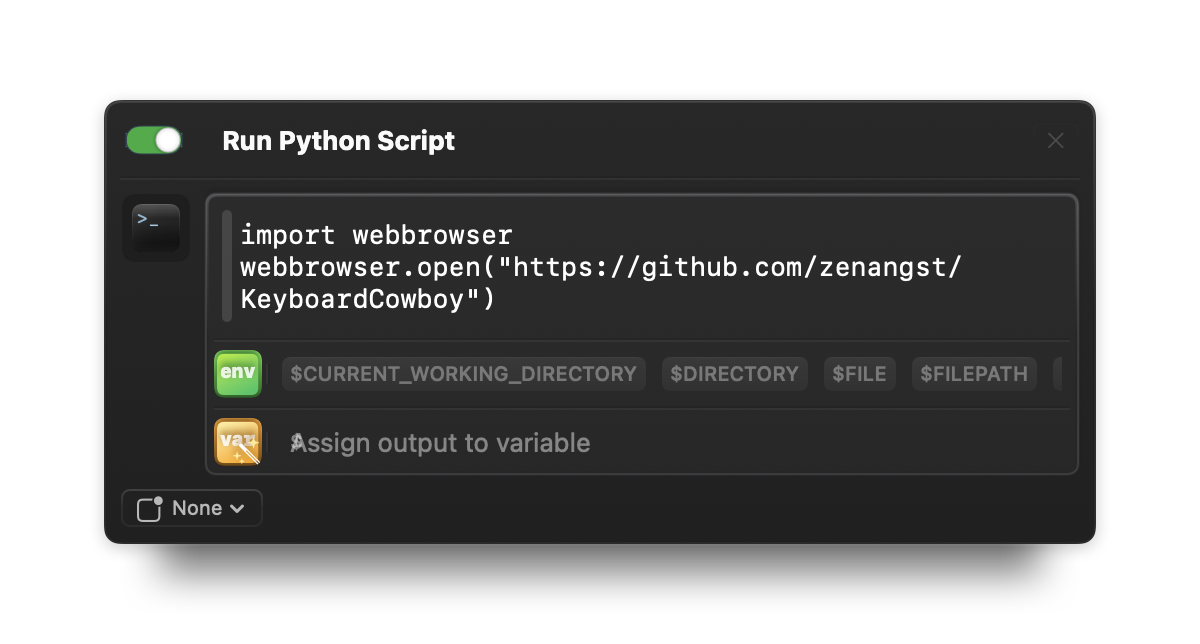 Run Python Script
>_
import webbrowser
webbrowser.open("https://github.com/zenangst/
KeyboardCowboy")
env $CURRENT_WORKING_DIRECTORY $DIRECTORY $FILE $FILEPATH
var $ Assign output to variable
None